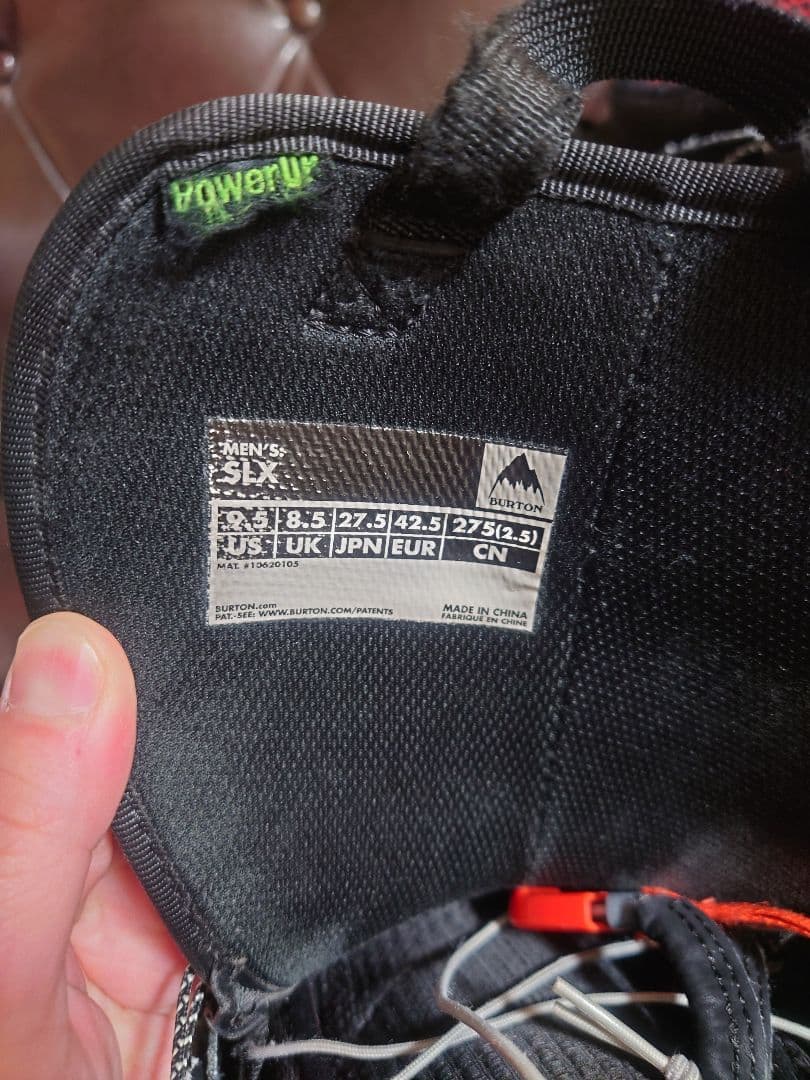 PowerUP
MEN'S:
SLX
BURTON
9.5 8.5 27.5 42.5 275(2.5)
US UK JPN EUR CN
MAT. #10620105
BURTON.com
PAT.-SEE: WWW.BURTON.COM/PATENTS
MADE IN CHINA
FABRIQUÉ EN CHINE